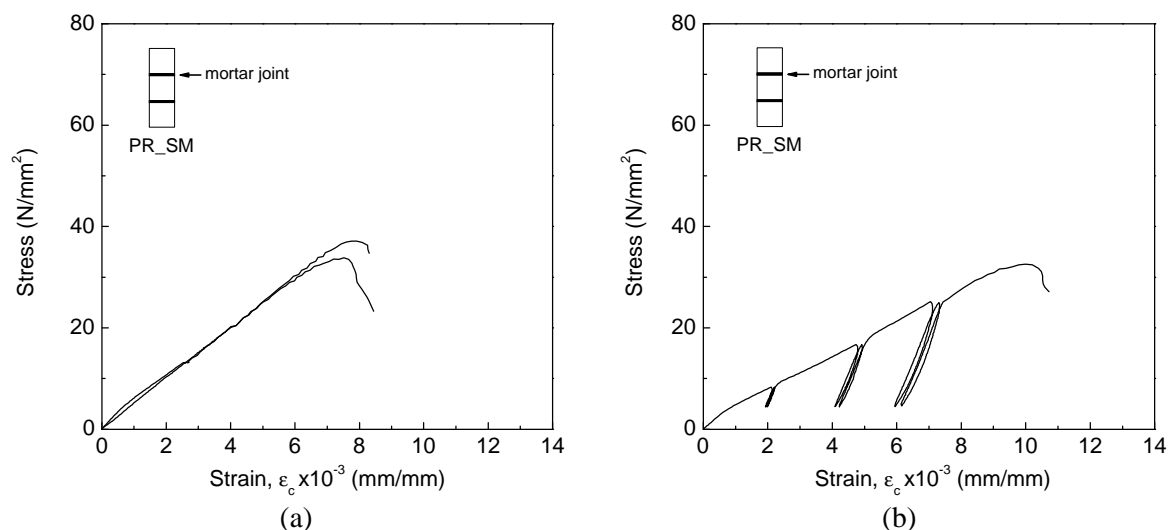 80
60
40
20
0
Stress (N/mm²)
mortar joint
PR_SM
0 2 4 6 8 10 12 14
Strain, εc x10⁻³ (mm/mm)
(a)
80
60
40
20
0
Stress (N/mm²)
mortar joint
PR_SM
0 2 4 6 8 10 12 14
Strain, εc x10⁻³ (mm/mm)
(b)